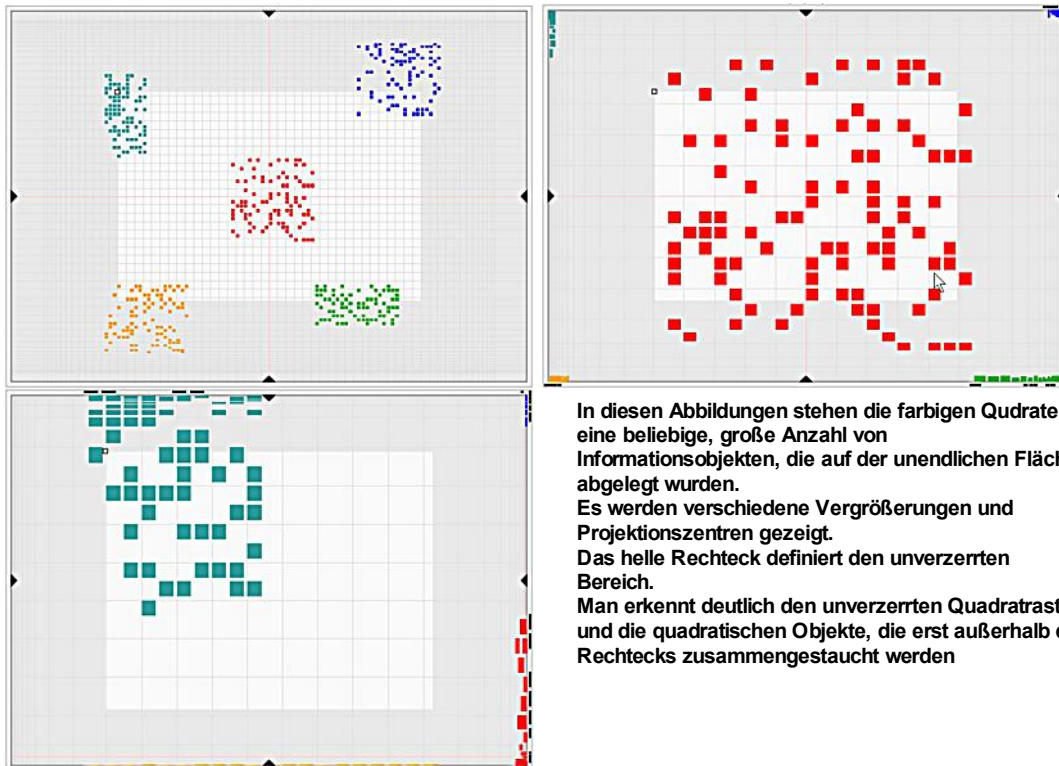 In diesen Abbildungen stehen die farbigen Qudrate
eine beliebige, große Anzahl von
Informationsobjekten, die auf der unendlichen
abgelegt wurden.
Es werden verschiedene Vergrößerungen und
Projektionszentren gezeigt.
Das helle Rechteck definiert den unverzerrten
Bereich.
Man erkennt deutlich den unverzerrten
und die quadratischen Objekte, die erst außerhalb
Rechtecks zusammengestaucht werden